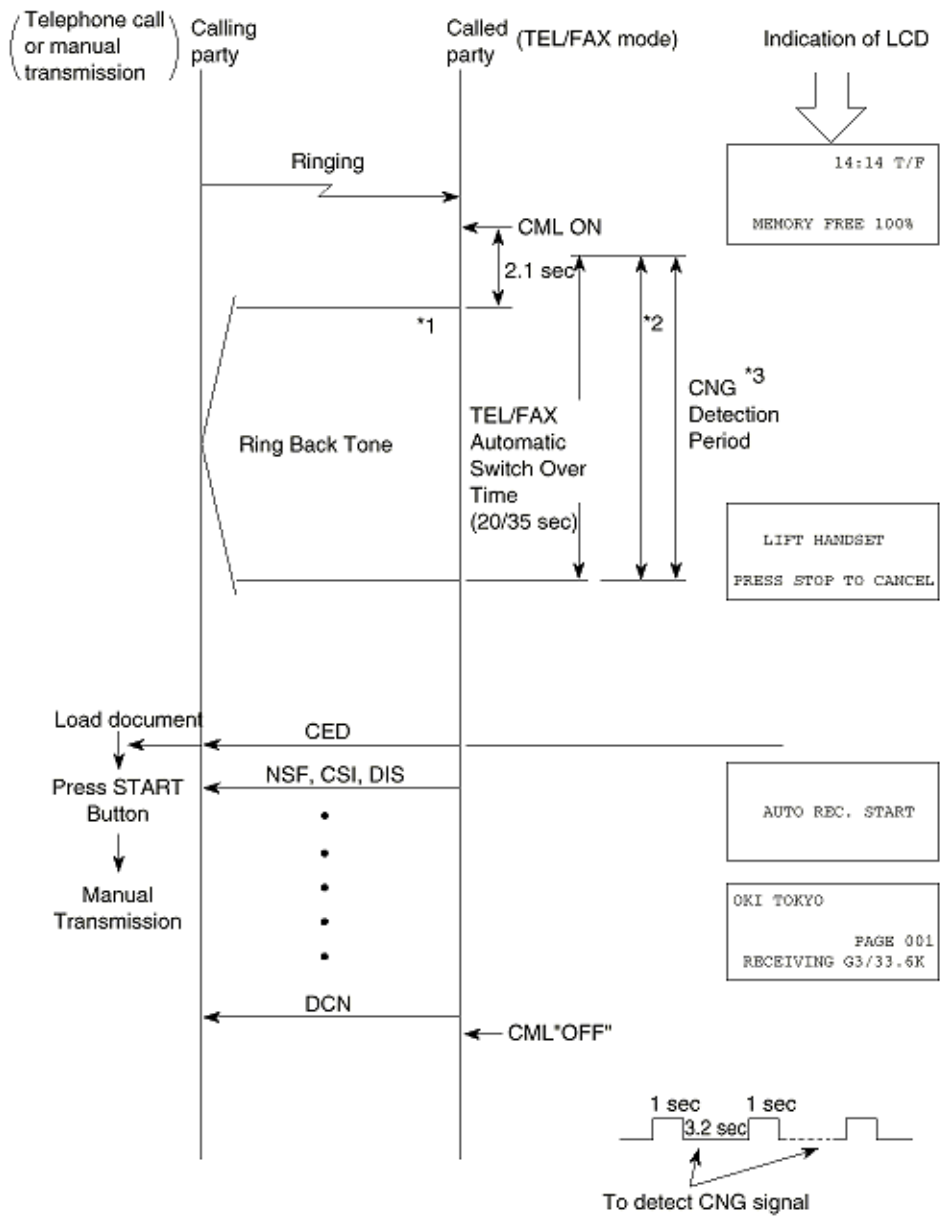 Telephone call
or manual
transmission
Calling
party
Called
party
(TEL/FAX mode)
Indication of LCD
14:14 T/F
MEMORY FREE 100%
Ringing
CML ON
2.1 sec
*1
*2
CNG *3
Detection
Period
Ring Back Tone
TEL/FAX
Automatic
Switch Over
Time
(20/35 sec)
LIFT HANDSET
PRESS STOP TO CANCEL
Load document
CED
Press START
Button
NSF, CSI, DIS
AUTO REC. START
Manual
Transmission
OKI TOKYO
PAGE 001
RECEIVING G3/33.6K
DCN
CML"OFF"
1 sec
1 sec
3.2 sec
To detect CNG signal